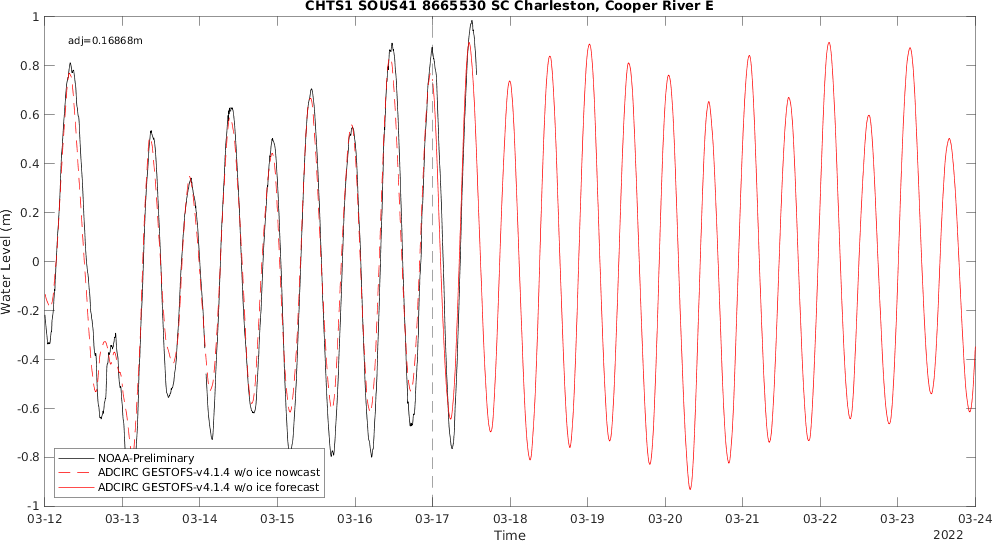 CHTS1 SOUS41 8665530 SC Charleston, Cooper River E
adj=0.16868m
1
0.8
0.6
0.4
0.2
0
-0.2
-0.4
-0.6
-0.8
-1
Water Level (m)
NOAA-Preliminary
ADCIRC GESTOFS-v4.1.4 w/o ice nowcast
ADCIRC GESTOFS-v4.1.4 w/o ice forecast
03-12 03-13 03-14 03-15 03-16 03-17 03-18 03-19 03-20 03-21 03-22 03-23 03-24
Time
2022